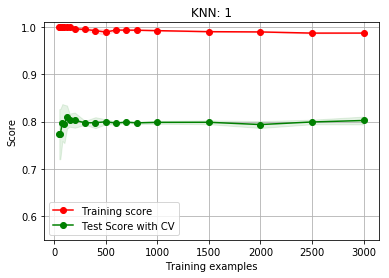 KNN: 1
1.0
0.9
0.8
0.7
0.6
Score
Training score
Test Score with CV
0 500 1000 1500 2000 2500 3000
Training examples